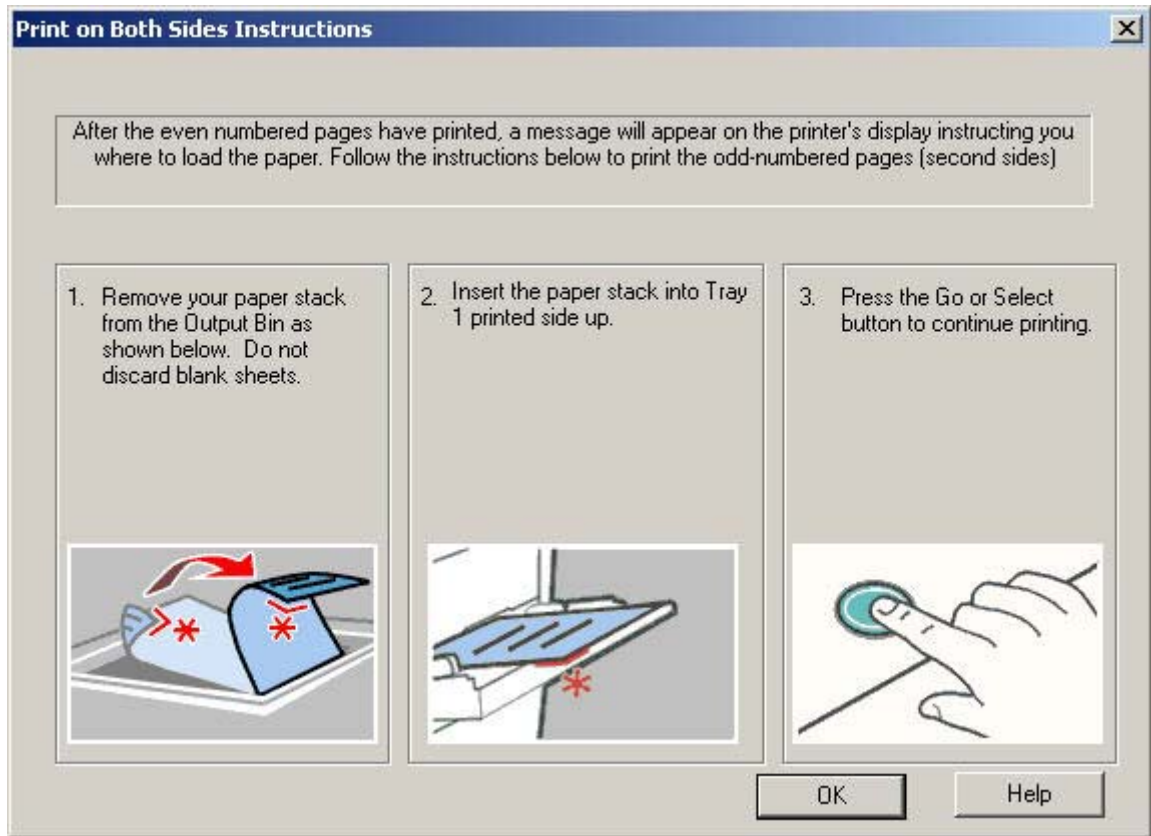 Print on Both Sides Instructions
After the even numbered pages have printed, a message will appear on the printer's display instructing you
where to load the paper. Follow the instructions below to print the odd-numbered pages (second sides)
1. Remove your paper stack
from the Output Bin as
shown below. Do not
discard blank sheets.
2. Insert the paper stack into Tray
1 printed side up.
3. Press the Go or Select
button to continue printing.
OK
Help